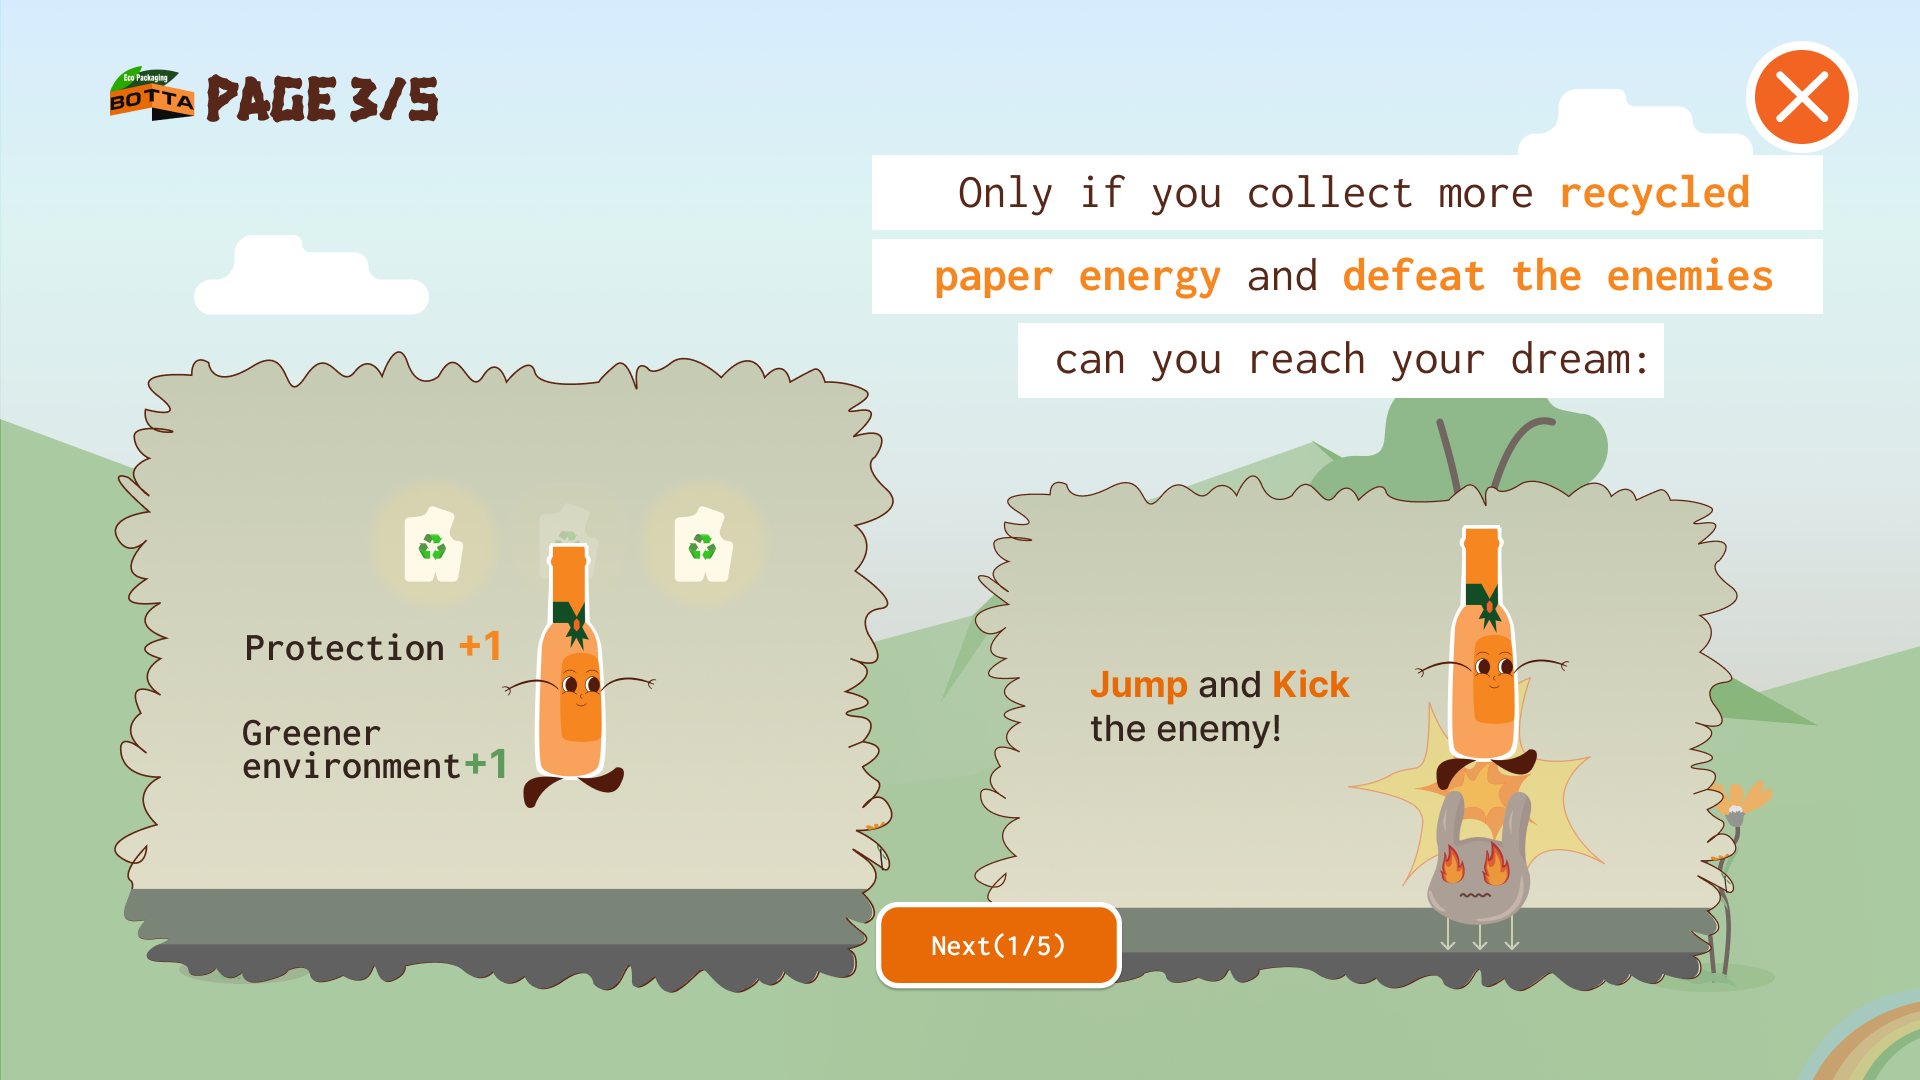 Eco Packaging
BOTTA
PAGE 3/5
Only if you collect more recycled
paper energy and defeat the enemies
can you reach your dream:
Protection +1
Greener
environment+1
Jump and Kick
the enemy!
Next(1/5)